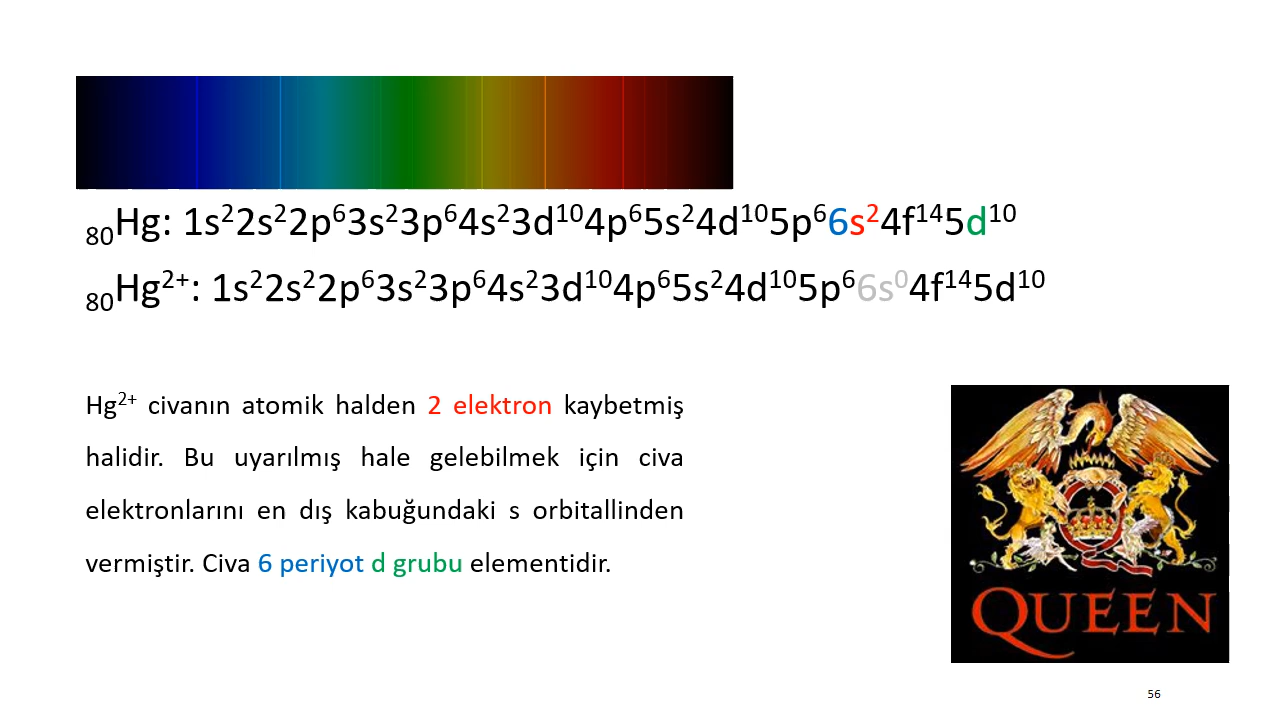 ₈₀Hg: 1s²2s²2p⁶3s²3p⁶4s²3d¹⁰4p⁶5s²4d¹⁰5p⁶6s²4f¹⁴5d¹⁰
₈₀Hg²⁺: 1s²2s²2p⁶3s²3p⁶4s²3d¹⁰4p⁶5s²4d¹⁰5p⁶6s⁰4f¹⁴5d¹⁰
Hg²⁺ civanın atomik halden 2 elektron kaybetmiş
halidir. Bu uyarılmış hale gelebilmek için civa
elektronlarını en dış kabuğundaki s orbitallinden
vermiştir. Civa 6 periyot d grubu elementidir.
QUEEN
56